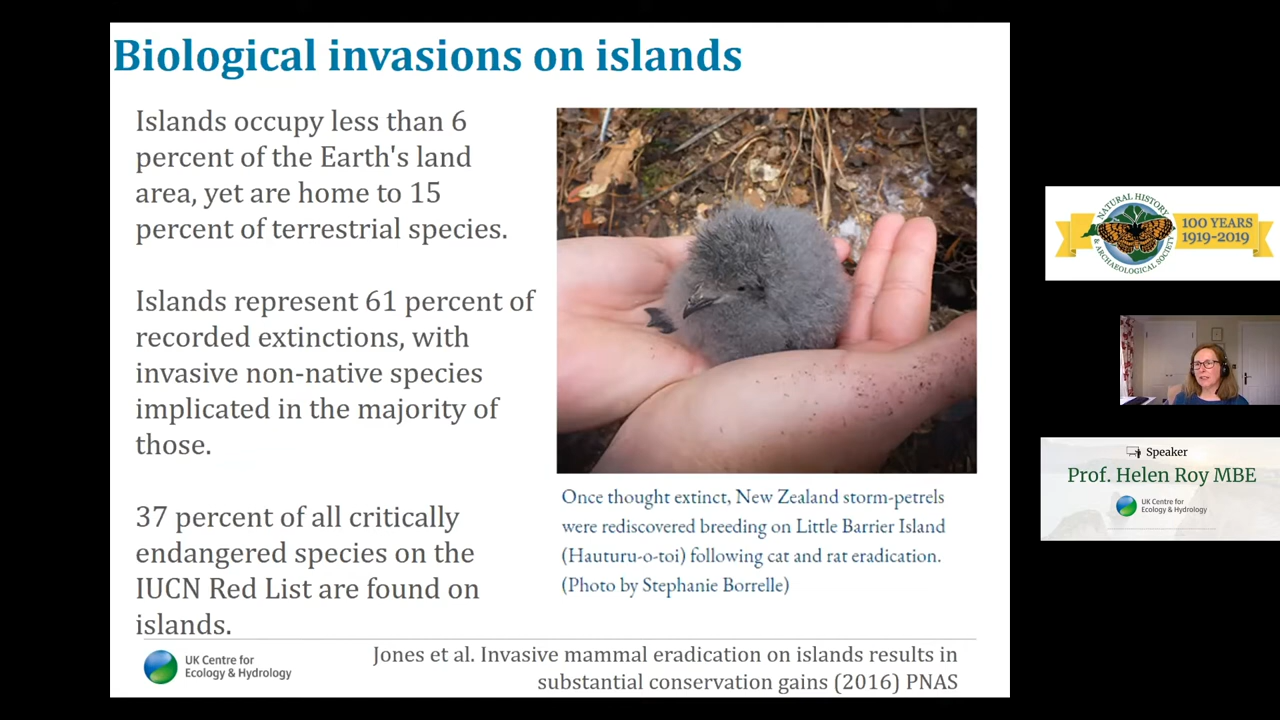 Biological invasions on islands
Islands occupy less than 6
percent of the Earth's land
area, yet are home to 15
percent of terrestrial species.
Islands represent 61 percent of
recorded extinctions, with
invasive non-native species
implicated in the majority of
those.
37 percent of all critically
endangered species on the
IUCN Red List are found on
islands.
Once thought extinct, New Zealand storm-petrels
were rediscovered breeding on Little Barrier Island
(Hauturu-o-toi) following cat and rat eradication.
(Photo by Stephanie Borrelle)
UK Centre for
Ecology & Hydrology
Jones et al. Invasive mammal eradication on islands results in
substantial conservation gains (2016) PNAS
NATURAL HISTORY
& ARCHAEOLOGICAL SOCIETY
100 YEARS
1919-2019
Speaker
Prof. Helen Roy MBE
UK Centre for
Ecology & Hydrology